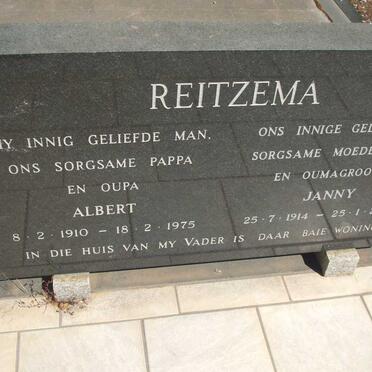 REITZEMA
MY INNIG GELIEFDE MAN,
ONS SORGSAME PAPPA
EN OUPA
ALBERT
8 · 2 · 1910 - 18 · 2 · 1975
ONS INNIGE GEL
SORGSAME MOEDE
EN OUMAGROO
JANNY
25 · 7 · 1914 - 25 · 1 · 2
IN DIE HUIS VAN MY VADER IS DAAR BAIE WONING